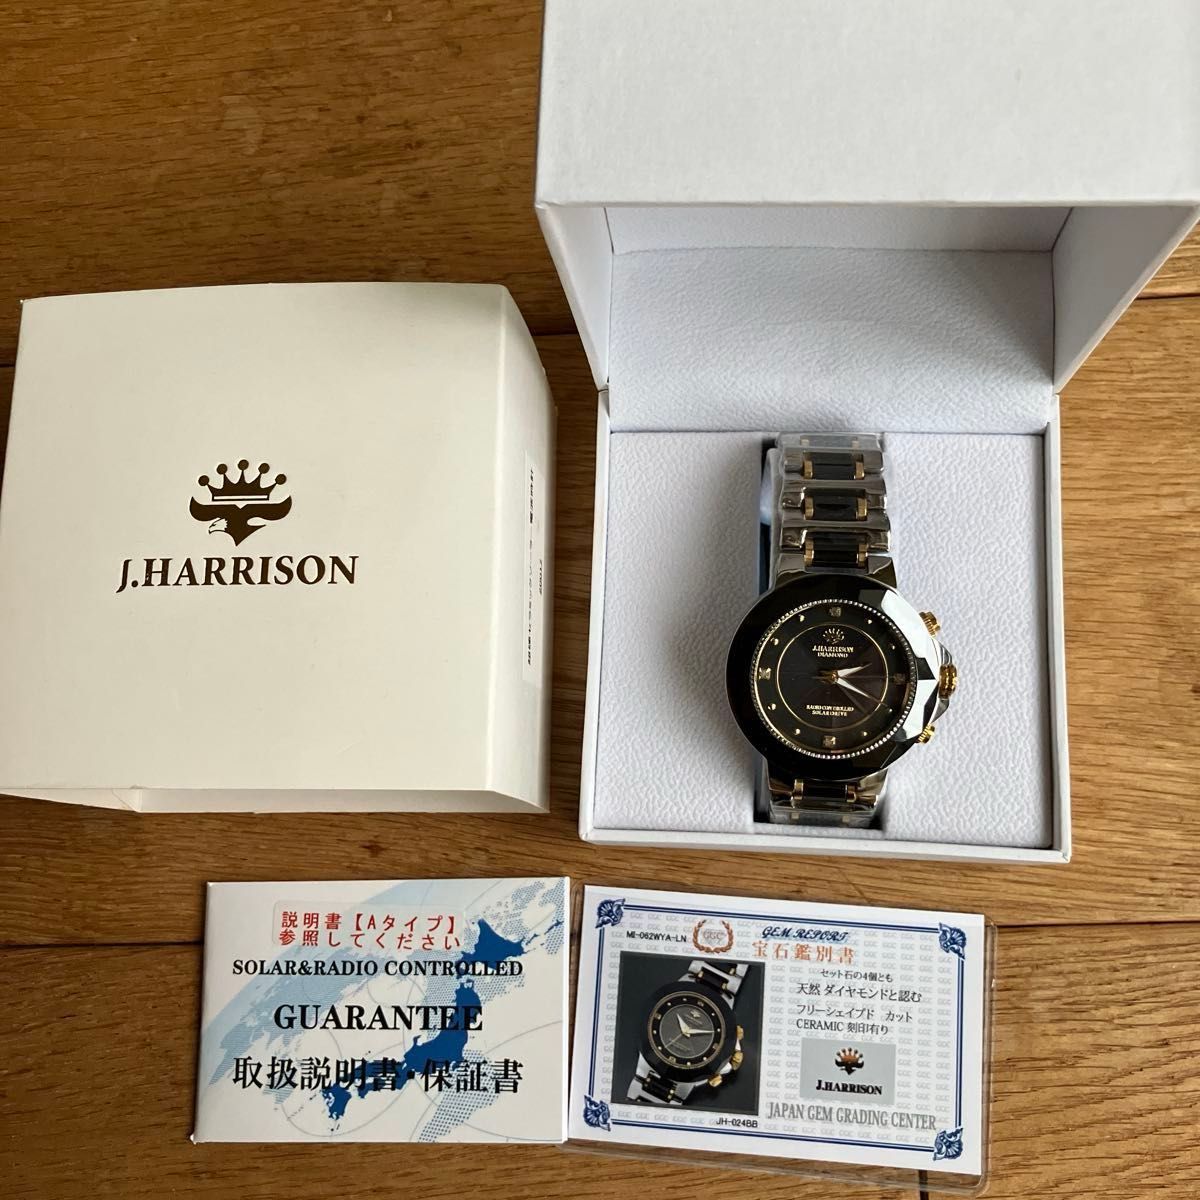 J.HARRISON
J.HARRISON
DIAMOND
RADIO CONTROLLED
SOLAR DRIVE
説明書【Aタイプ】
参照してください
SOLAR&RADIO CONTROLLED
GUARANTEE
取扱説明書・保証書
MI-062WYA-LN
GGC
GEM REPORT
宝石鑑別書
セット石の4個とも
天然 ダイヤモンドと認む
フリーシェイプド カット
CERAMIC 刻印有り
J.HARRISON
JAPAN GEM GRADING CENTER
JH-024BB